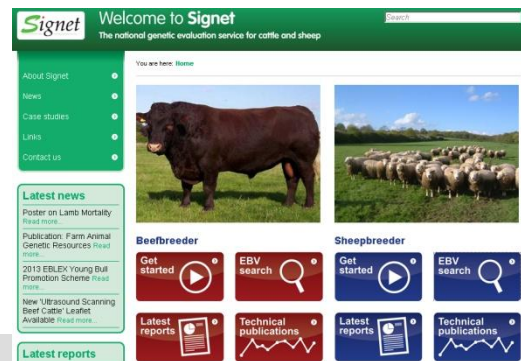 Signet
Welcome to Signet
The national genetic evaluation service for cattle and sheep
Search
You are here: Home
About Signet
News
Case studies
Links
Contact us
Latest news
Poster on Lamb Mortality
Read more...
Publication: Farm Animal
Genetic Resources Read
more...
2013 EBLEX Young Bull
Promotion Scheme Read
more...
New 'Ultrasound Scanning
Beef Cattle' Leaflet
Available Read more...
Latest reports
Beefbreeder
Get
started
EBV
search
Latest
reports
Technical
publications
Sheepbreeder
Get
started
EBV
search
Latest
reports
Technical
publications